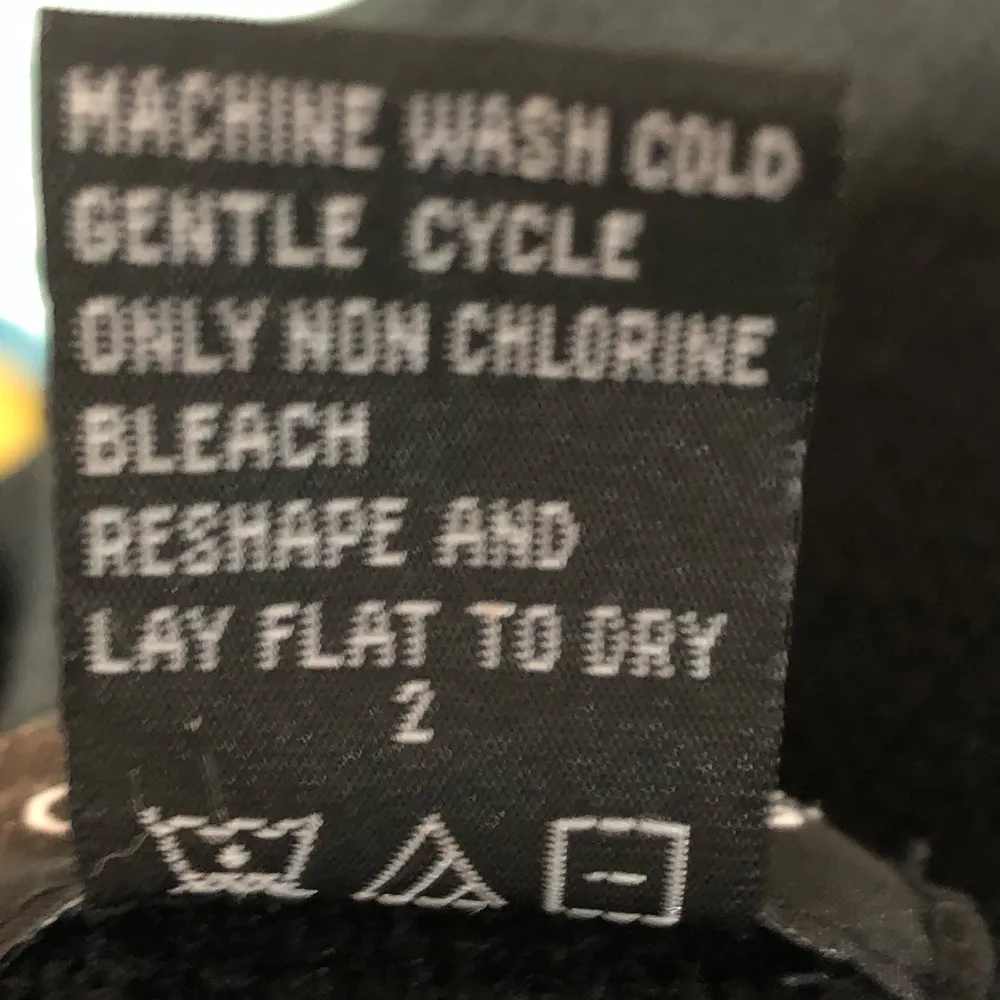 MACHINE WASH COLD
GENTLE CYCLE
ONLY NON CHLORINE
BLEACH
RESHAPE AND
LAY FLAT TO DRY
2